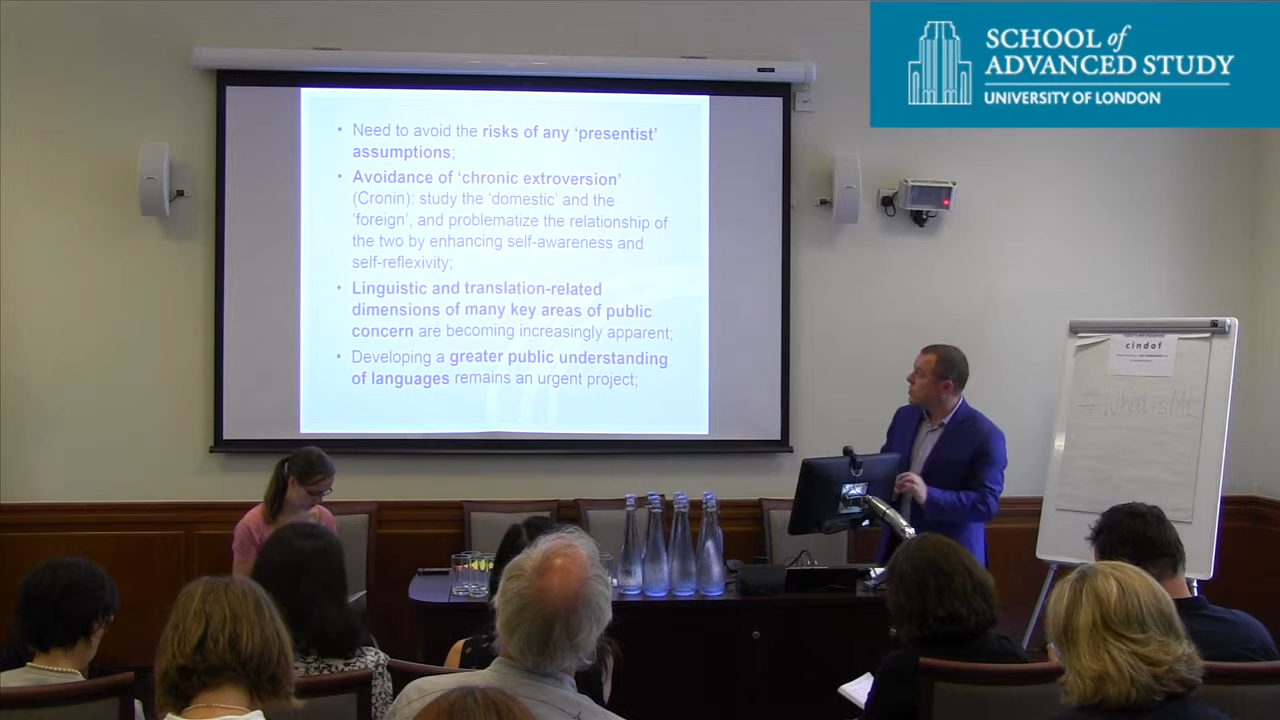 SCHOOL of
ADVANCED STUDY
UNIVERSITY OF LONDON
• Need to avoid the risks of any ‘presentist’
assumptions;
• Avoidance of ‘chronic extroversion’
(Cronin): study the ‘domestic’ and the
‘foreign’, and problematize the relationship of
the two by enhancing self-awareness and
self-reflexivity;
• Linguistic and translation-related
dimensions of many key areas of public
concern are becoming increasingly apparent;
• Developing a greater public understanding
of languages remains an urgent project;
cindof
#WhatisML